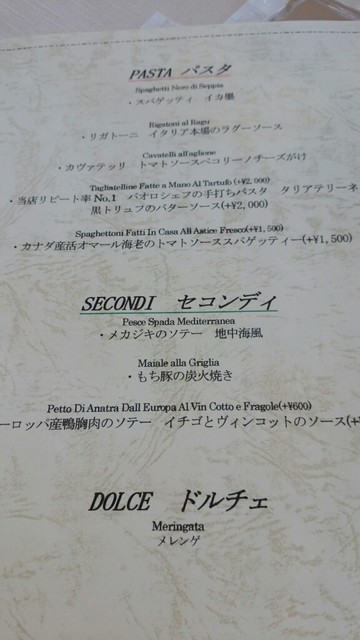 PASTA パスタ
Spaghetti Nero di Seppia
・スパゲッティ イカ墨
Rigatoni al Ragu
・リガトーニ イタリア本場のラグーソース
Cavatelli all'aglione
・カヴァテッリ トマトソースペコリーノチーズがけ
Tagliatelline Fatte a Mano Al Tartufo (+¥2,000)
・当店リピート率No.1 パオロシェフの手打ちパスタ タリアテリーネ
黒トリュフのバターソース(+¥2,000)
Spaghettoni Fatti In Casa All Astice Fresco(+¥1,500)
・カナダ産活オマール海老のトマトソーススパゲッティー(+¥1,500)
SECONDI セコンディ
Pesce Spada Mediterranea
・メカジキのソテー 地中海風
Maiale alla Griglia
・もち豚の炭火焼き
Petto Di Anatra Dall Europa Al Vin Cotto e Fragole(+¥600)
ーロッパ産鴨胸肉のソテー イチゴとヴィンコットのソース(+
DOLCE ドルチェ
Meringata
メレンゲ